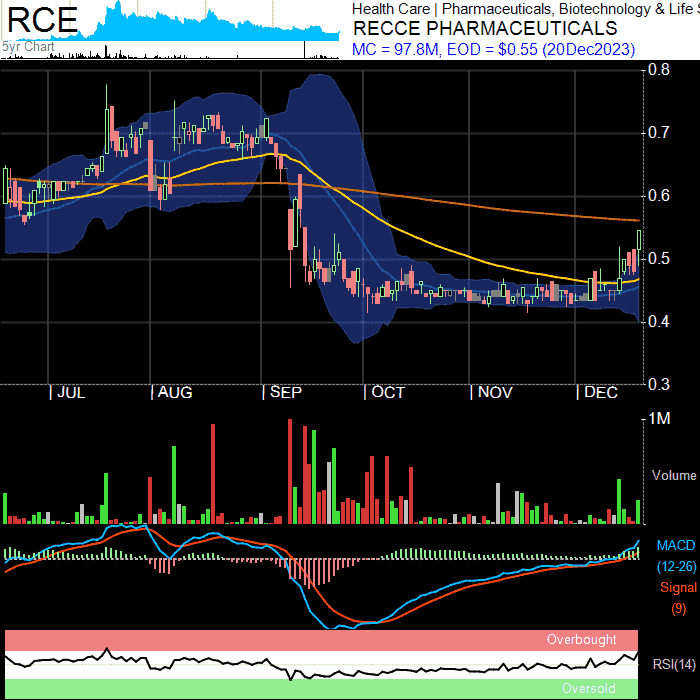 RCE
5yr Chart
Health Care | Pharmaceuticals, Biotechnology & Life S
RECCE PHARMACEUTICALS
MC = 97.8M, EOD = $0.55 (20Dec2023)
0.8
0.7
0.6
0.5
0.4
0.3
JUL
AUG
SEP
OCT
NOV
DEC
1M
Volume
MACD
(12-26)
Signal
(9)
Overbought
RSI(14)
Oversold